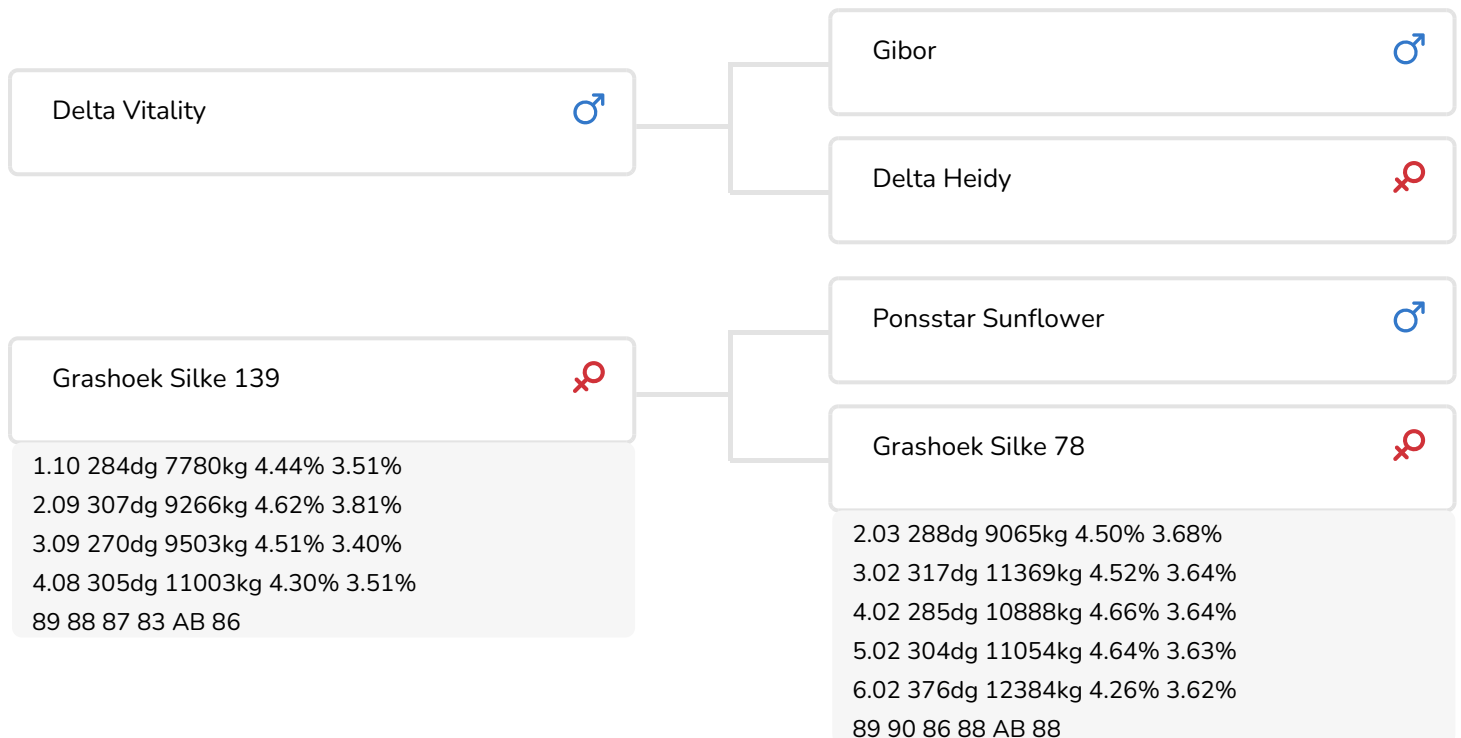 Delta Vitality
Gibor
Delta Heidy
Grashoek Silke 139
1.10 284dg 7780kg 4.44% 3.51%
2.09 307dg 9266kg 4.62% 3.81%
3.09 270dg 9503kg 4.51% 3.40%
4.08 305dg 11003kg 4.30% 3.51%
89 88 87 83 AB 86
Ponsstar Sunflower
Grashoek Silke 78
2.03 288dg 9065kg 4.50% 3.68%
3.02 317dg 11369kg 4.52% 3.64%
4.02 285dg 10888kg 4.66% 3.64%
5.02 304dg 11054kg 4.64% 3.63%
6.02 376dg 12384kg 4.26% 3.62%
89 90 86 88 AB 88